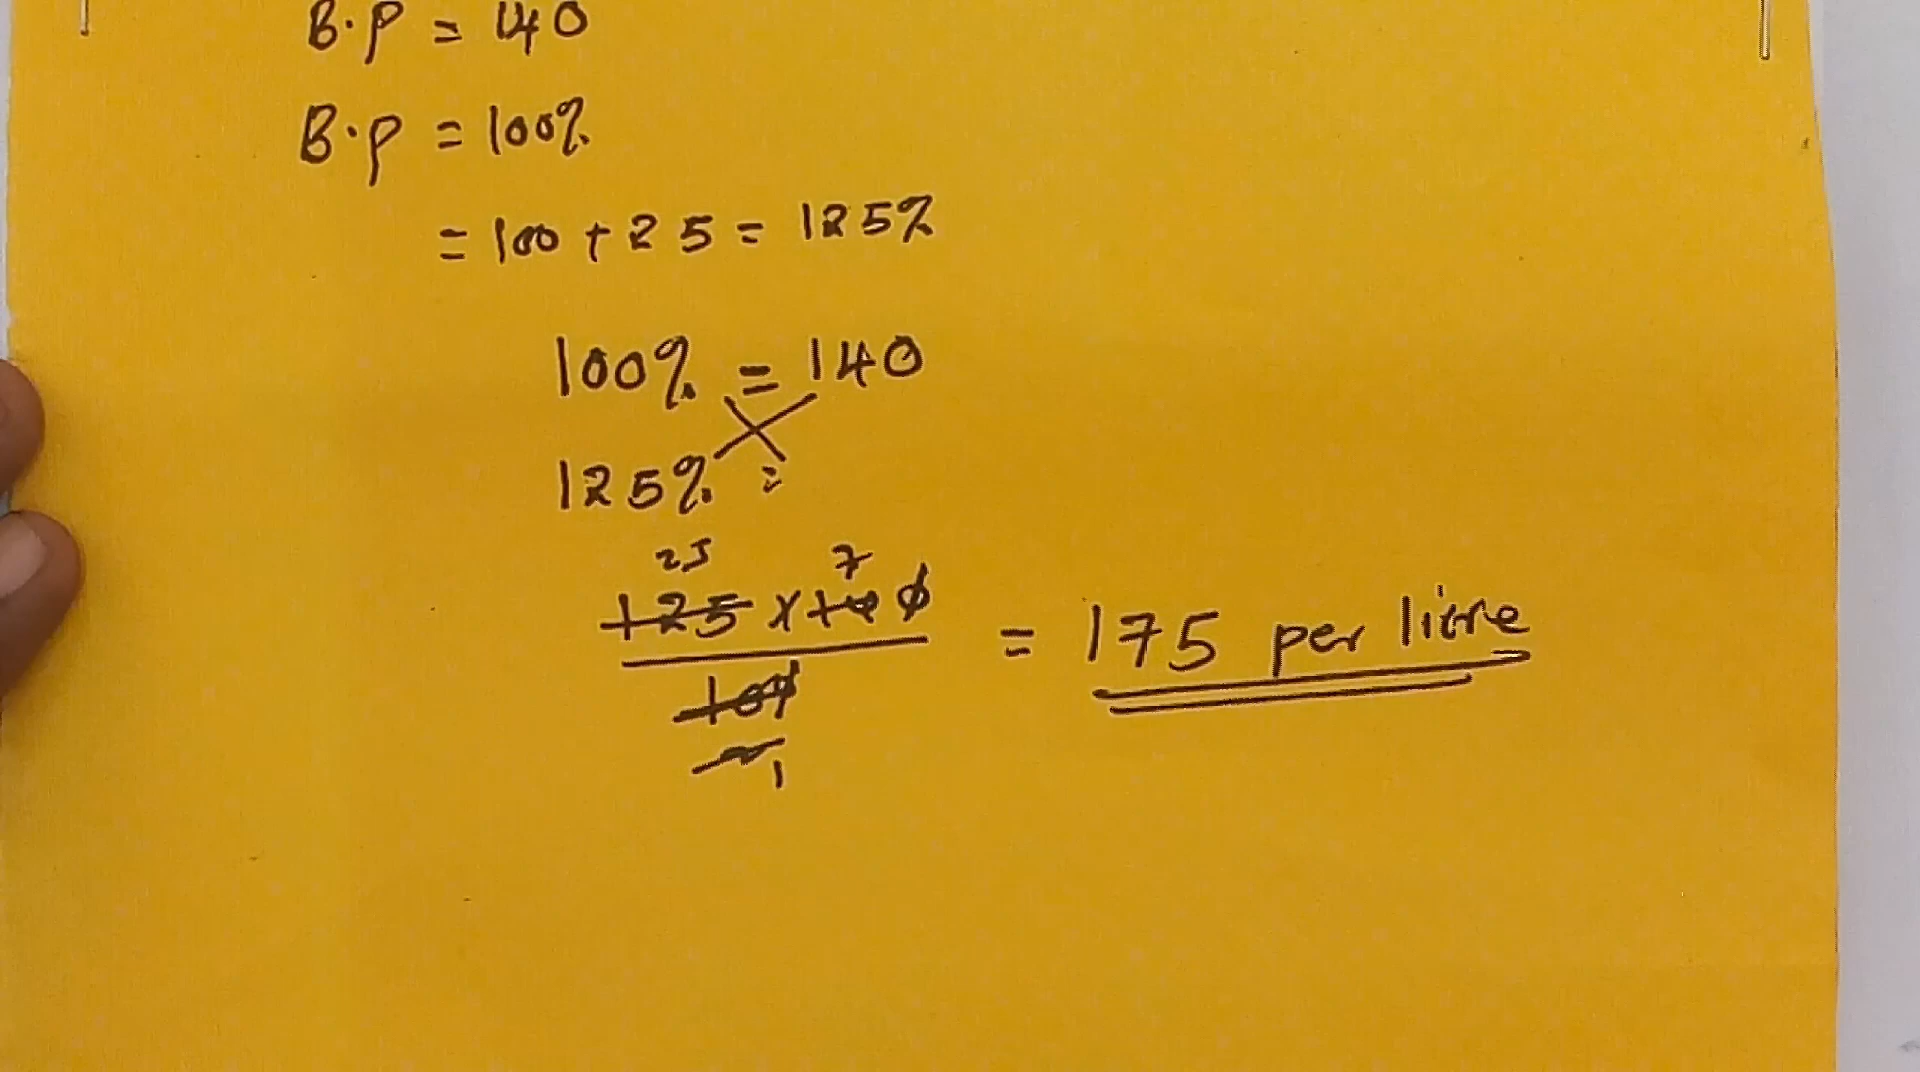 B.P = 140
B.P = 100%
= 100 + 25 = 125%
100% = 140
125% =
25 7
125 x 140
= 175 per litre
100
1